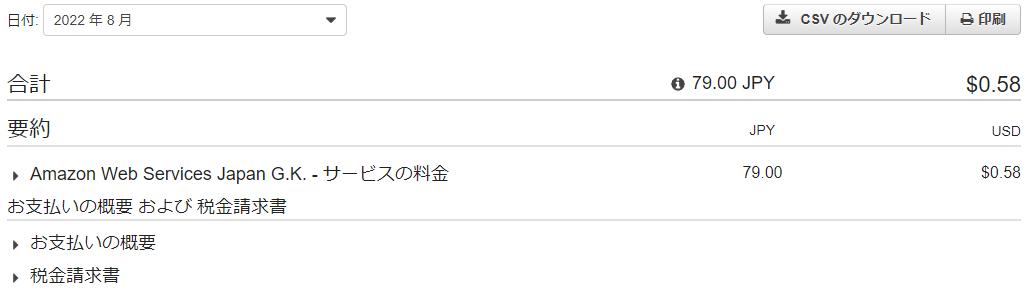 日付: 2022 年 8 月 CSV のダウンロード 印刷
合計 79.00 JPY $0.58
要約 JPY USD
Amazon Web Services Japan G.K. - サービスの料金 79.00 $0.58
お支払いの概要 および 税金請求書
お支払いの概要
税金請求書